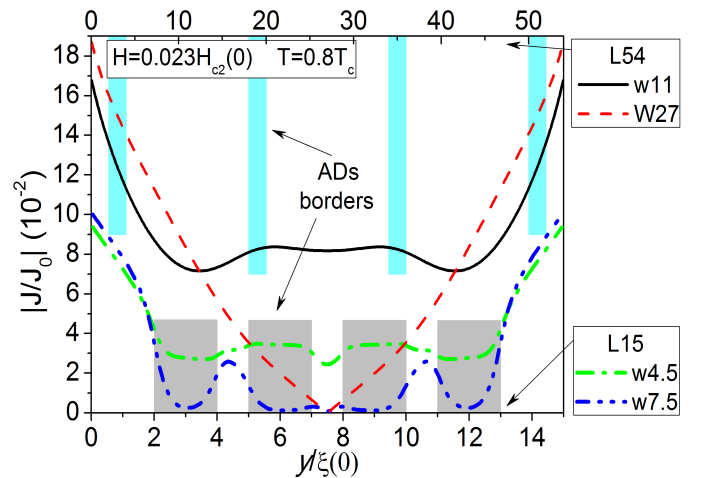 0 10 20 30 40 50
H=0.023H_c2(0) T=0.8T_c
L54
w11
W27
18
16
14
12
10
8
6
4
2
0
|J/J_0| (10^-2)
ADs
borders
L15
w4.5
w7.5
0 2 4 6 8 10 12 14
y/ξ(0)